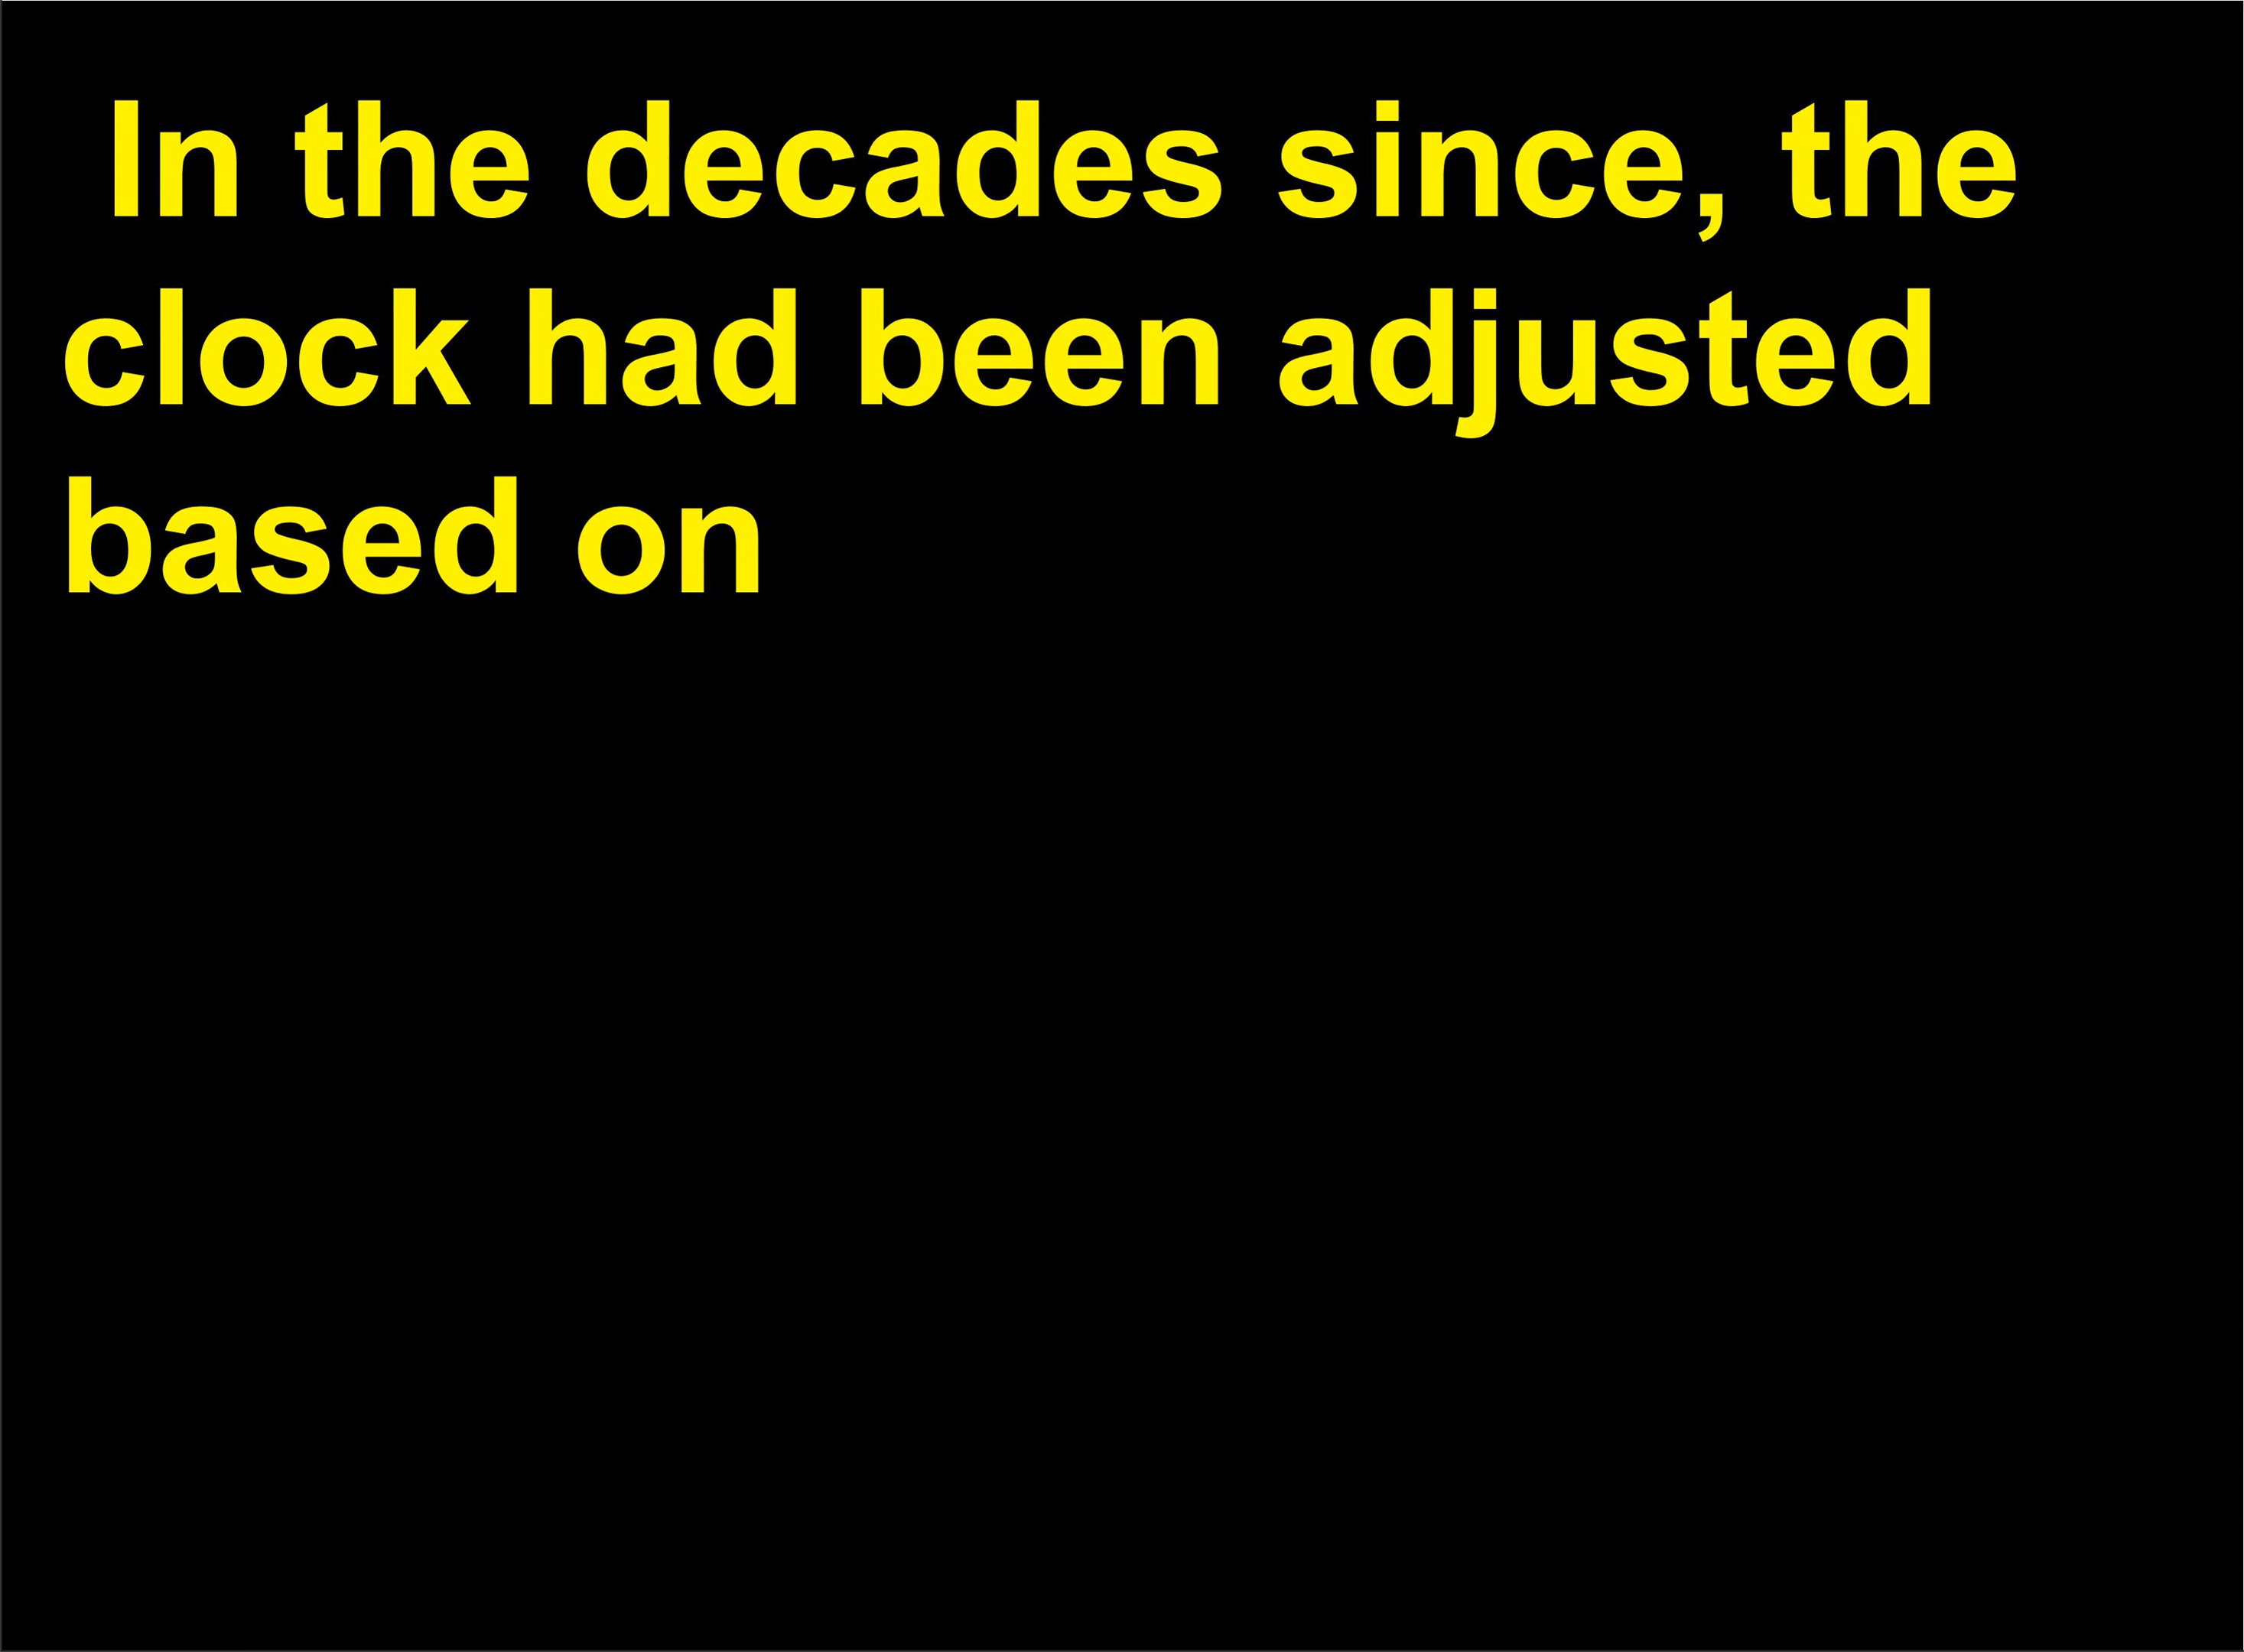 In the decades since, the
clock had been adjusted
based on